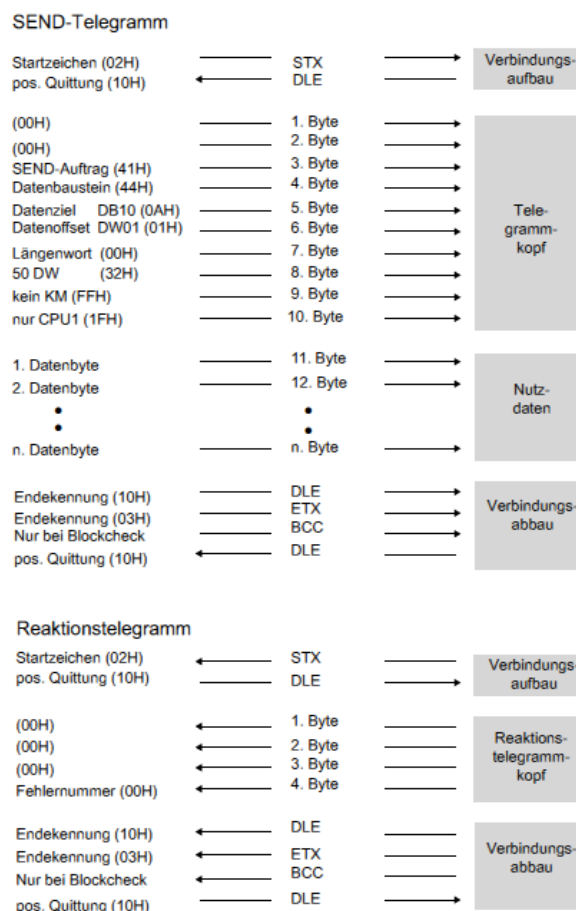 SEND-Telegramm
Startzeichen (02H) STX Verbindungs-
pos. Quittung (10H) DLE aufbau
(00H) 1. Byte
(00H) 2. Byte
SEND-Auftrag (41H) 3. Byte
Datenbaustein (44H) 4. Byte
Datenziel DB10 (0AH) 5. Byte Tele-
Datenoffset DW01 (01H) 6. Byte gramm-
Längenwort (00H) 7. Byte kopf
50 DW (32H) 8. Byte
kein KM (FFH) 9. Byte
nur CPU1 (1FH) 10. Byte
1. Datenbyte 11. Byte
2. Datenbyte 12. Byte Nutz-
daten
n. Datenbyte n. Byte
Endekennung (10H) DLE
Endekennung (03H) ETX Verbindungs-
Nur bei Blockcheck BCC abbau
pos. Quittung (10H) DLE
Reaktionstelegramm
Startzeichen (02H) STX Verbindungs-
pos. Quittung (10H) DLE aufbau
(00H) 1. Byte Reaktions-
(00H) 2. Byte telegramm-
(00H) 3. Byte kopf
Fehlernummer (00H) 4. Byte
Endekennung (10H) DLE
Endekennung (03H) ETX Verbindungs-
Nur bei Blockcheck BCC abbau
pos. Quittung (10H) DLE